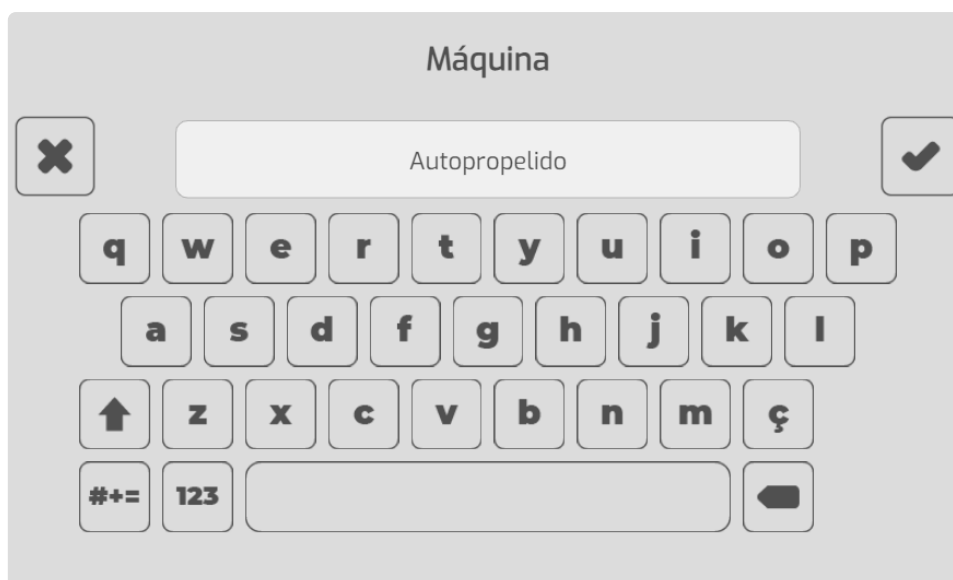 Máquina
Autopropelido
q w e r t y u i o p
a s d f g h j k l
z x c v b n m ç
#+= 123